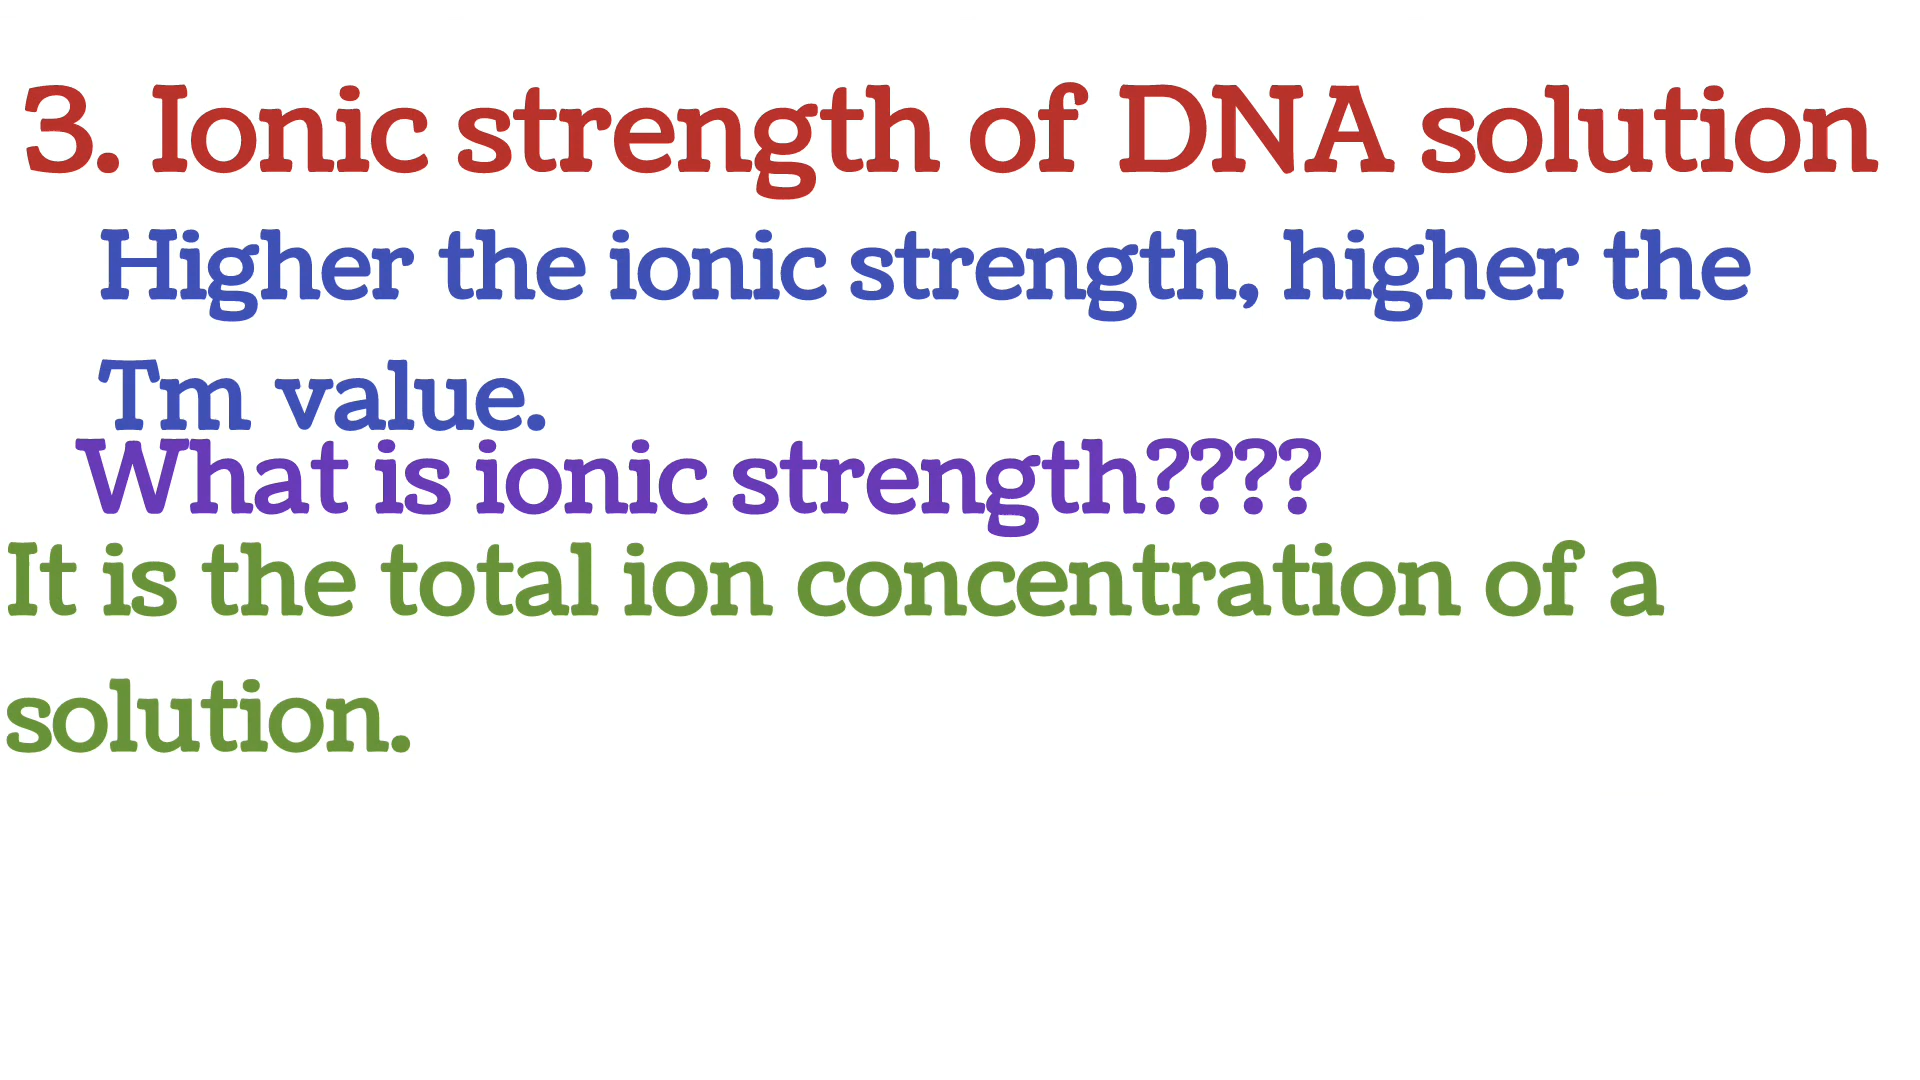 3. Ionic strength of DNA solution
Higher the ionic strength, higher the
Tm value.
What is ionic strength????
It is the total ion concentration of a
solution.